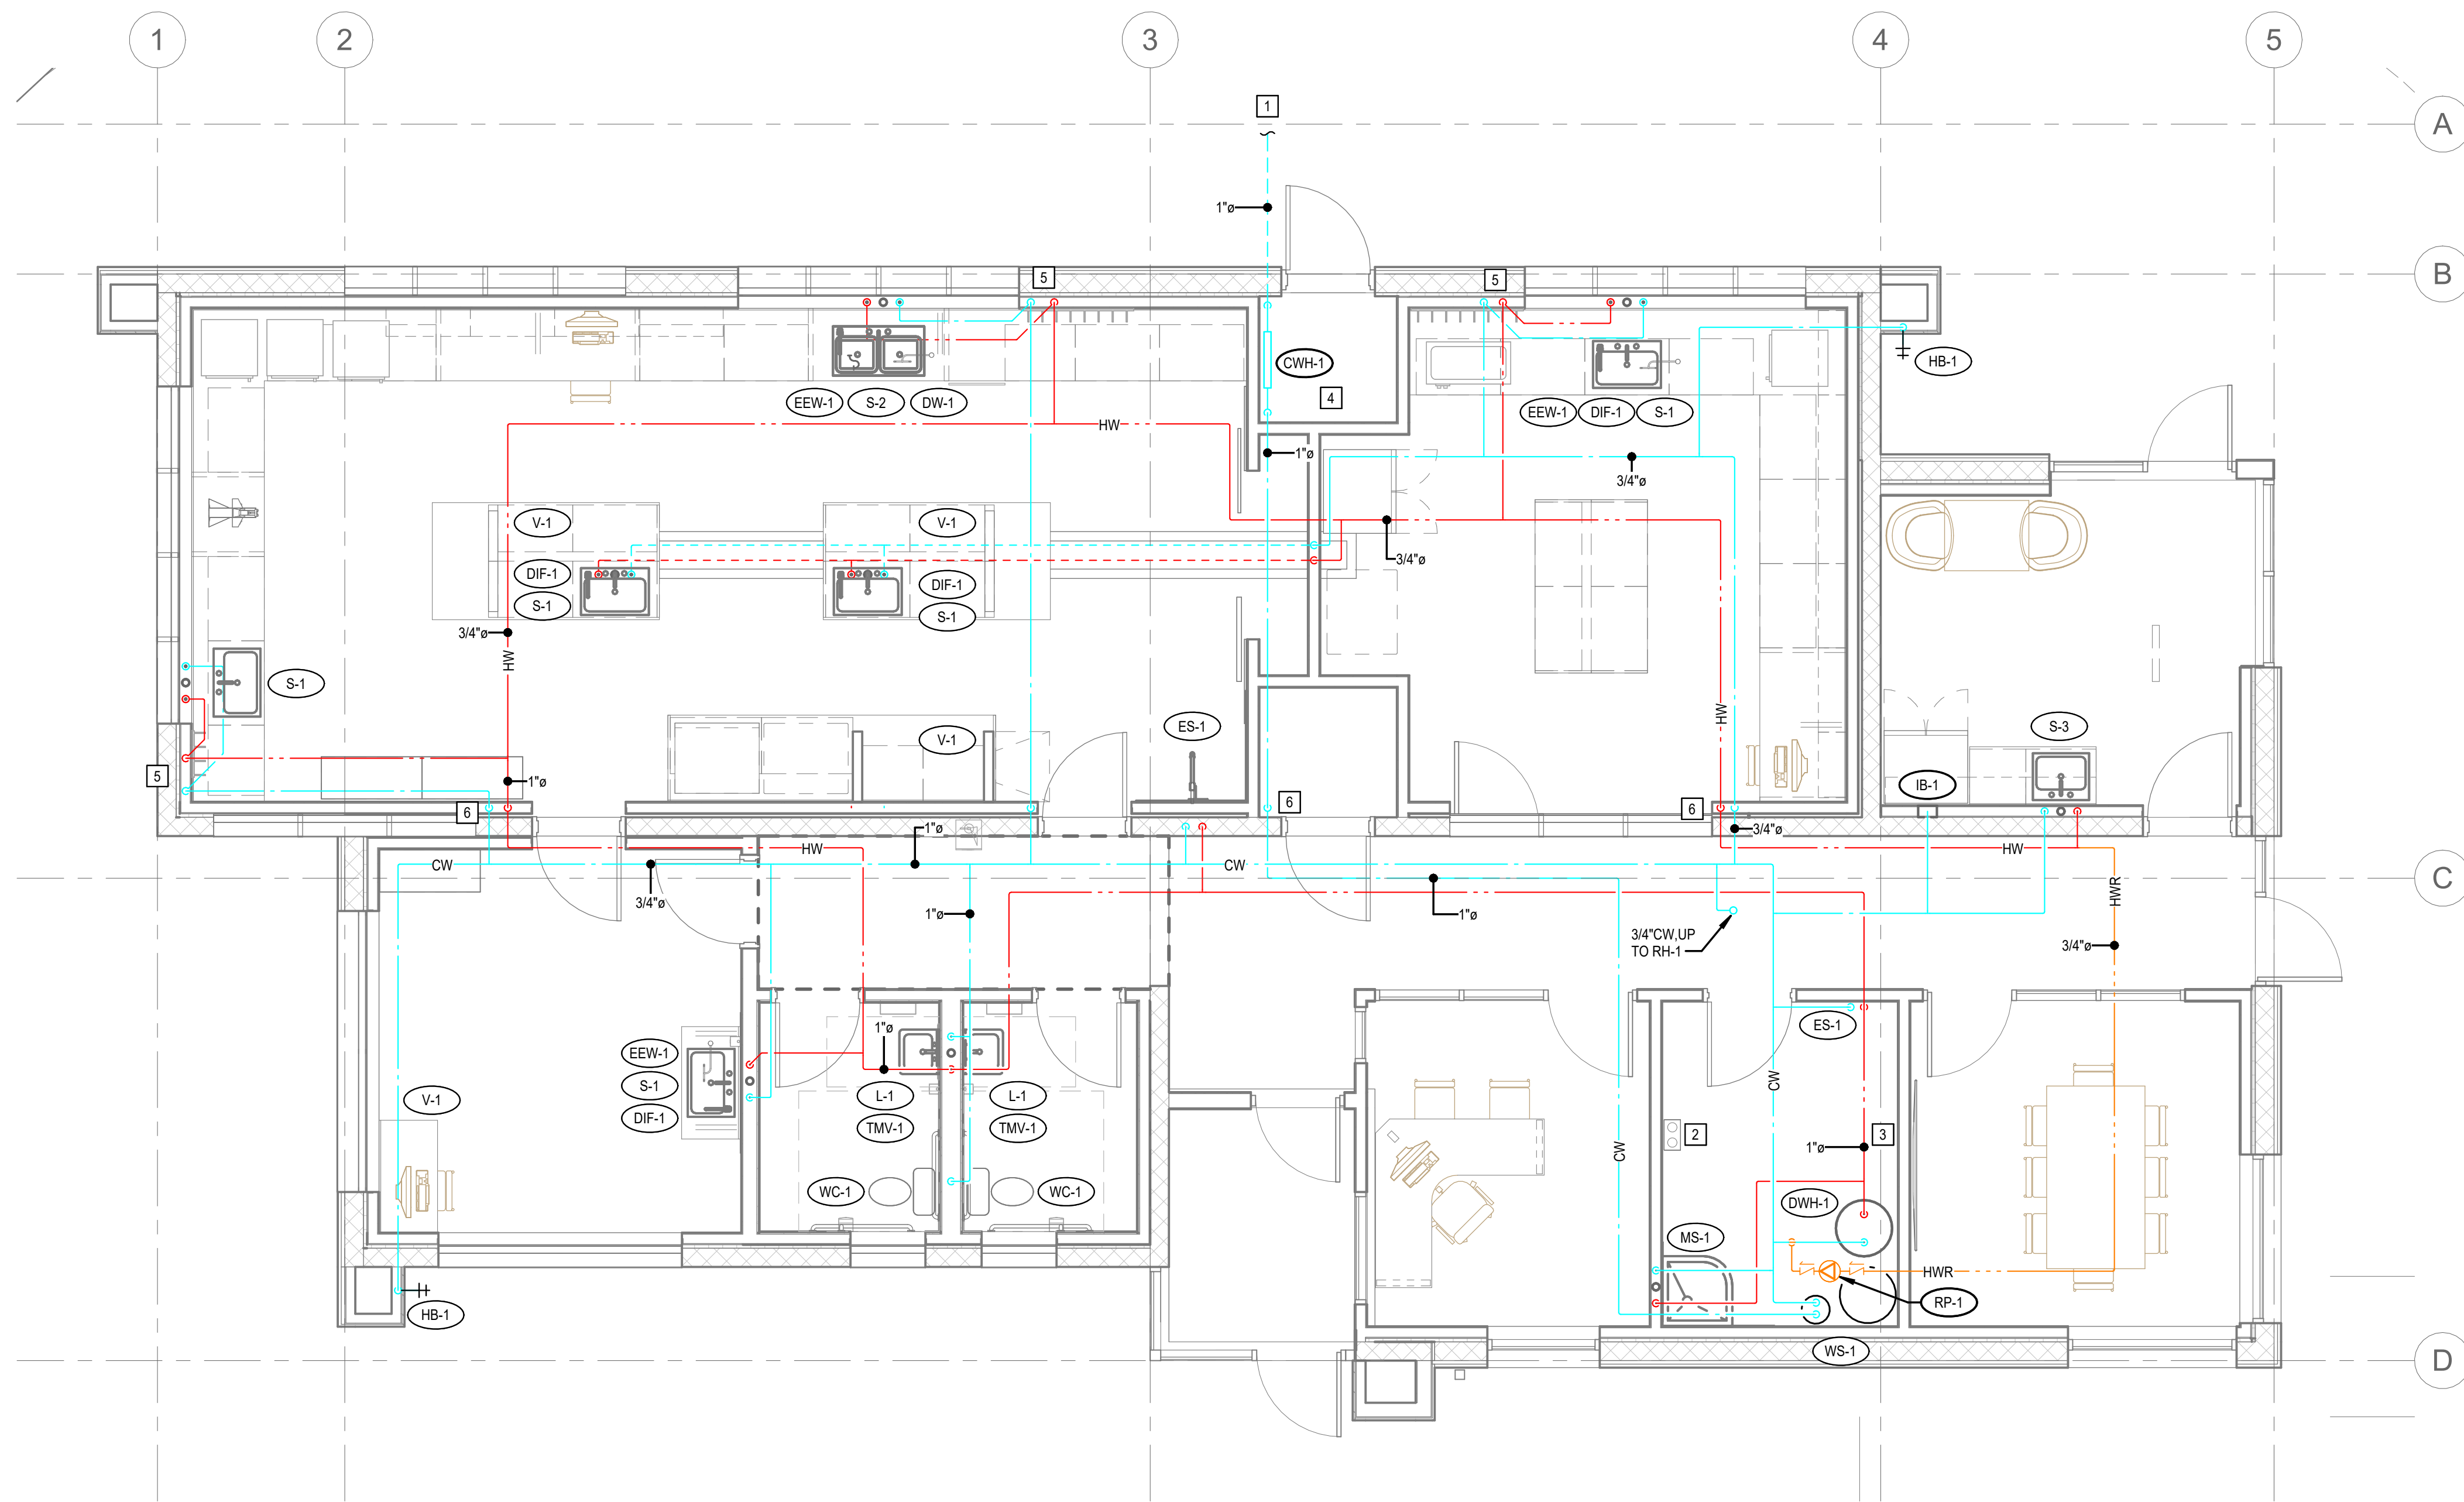 1 2 3 4 5
A
1
1"ø
B
5 5
CWH-1
HB-1
4
EEW-1 S-2 DW-1
EEW-1 DIF-1 S-1
HW
1"ø
3/4"ø
V-1 V-1
3/4"ø
DIF-1 DIF-1
S-1 S-1
3/4"ø
HW
S-1
HW
ES-1 S-3
V-1
5
1"ø
IB-1
6 6 6
1"ø
3/4"ø
HW HW
CW CW
C
HWR
3/4"ø
1"ø 1"ø
3/4"CW,UP
TO RH-1
3/4"ø
1"ø
ES-1
EEW-1
S-1
DIF-1
CW
V-1
L-1 L-1
TMV-1 TMV-1
2 3
1"ø
CW
WC-1 WC-1
DWH-1
MS-1
HWR
RP-1
HB-1
WS-1
D